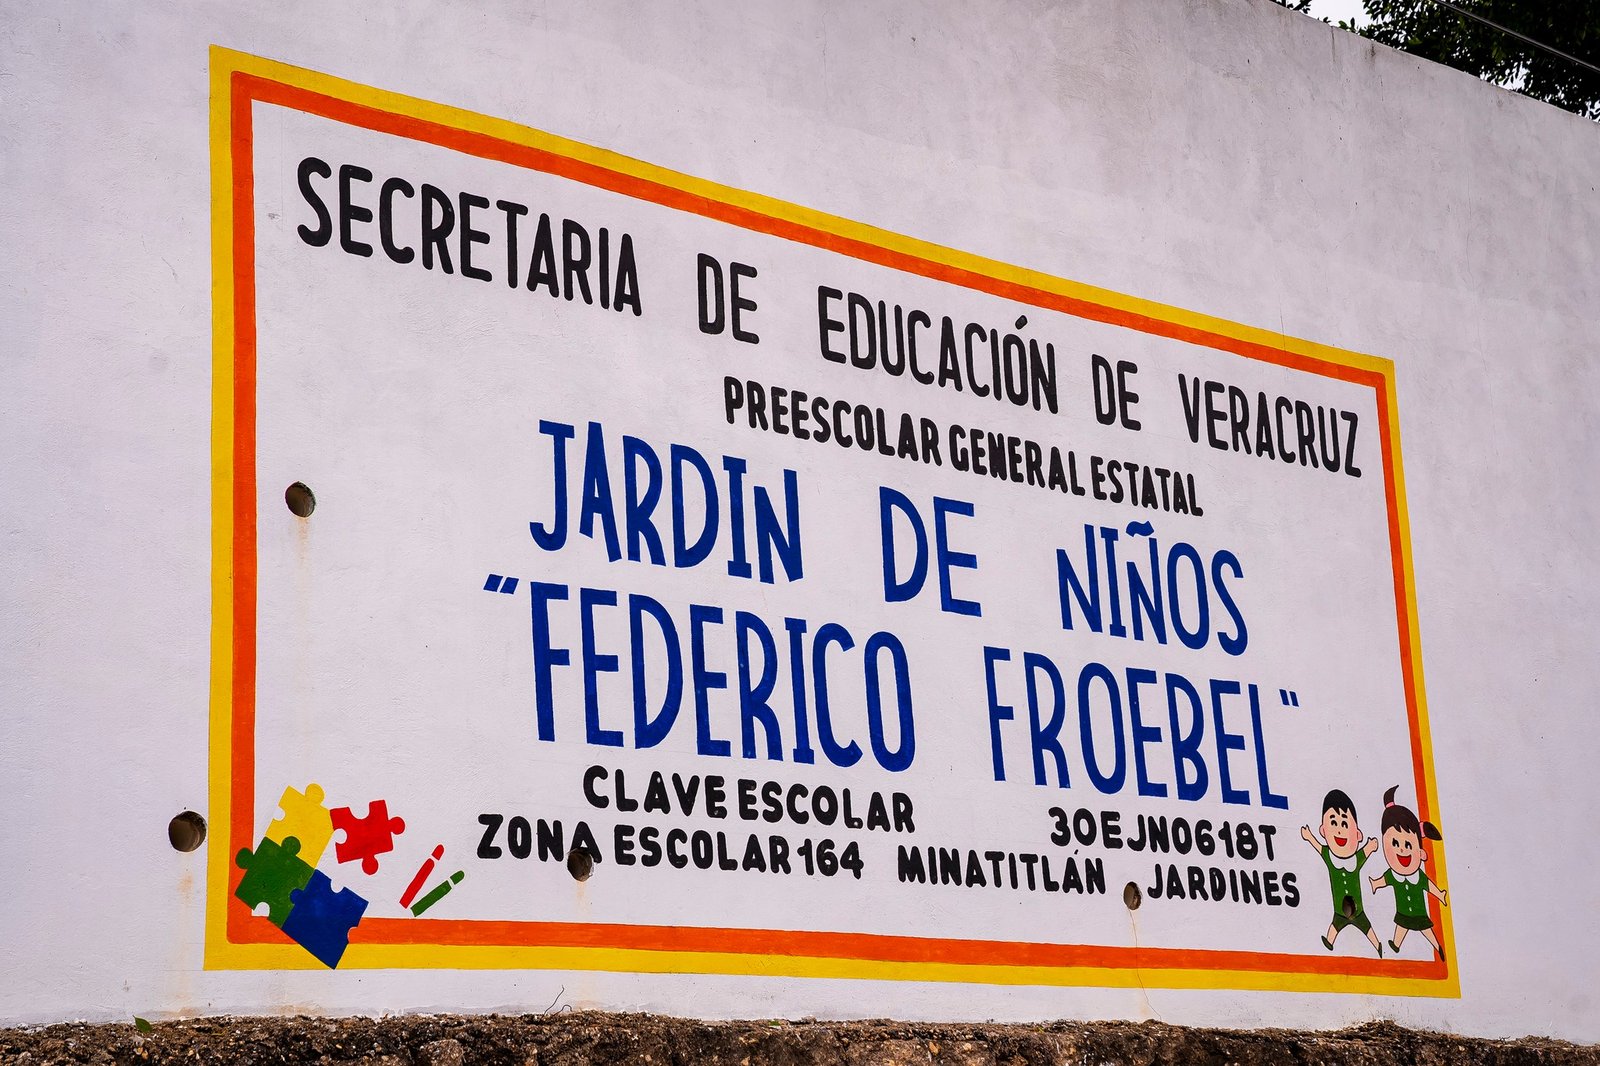 SECRETARIA DE EDUCACIÓN DE VERACRUZ
PREESCOLAR GENERAL ESTATAL
JARDIN DE NIÑOS
"FEDERICO FROEBEL"
CLAVE ESCOLAR 30EJN0618T
ZONA ESCOLAR 164 MINATITLÁN JARDINES